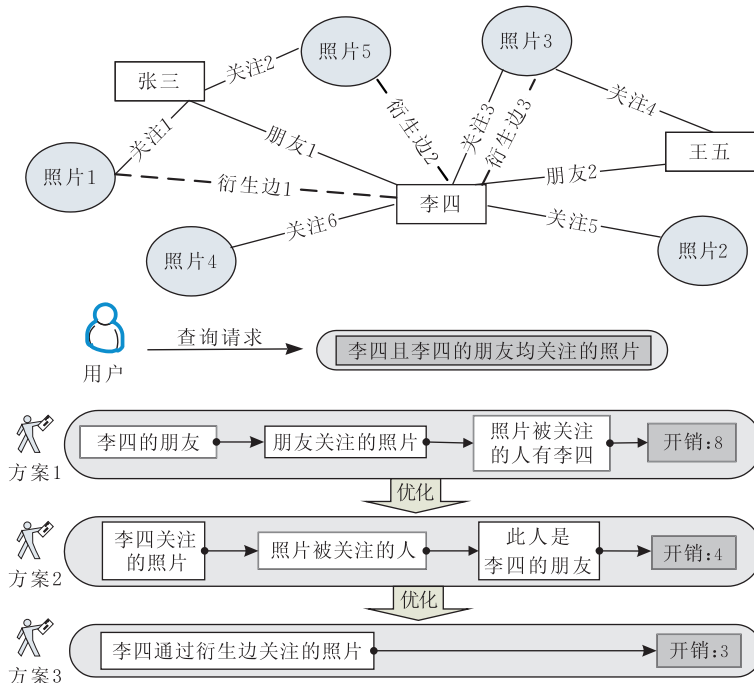 照片5
照片3
张三
关注2
关注1
朋友1
衍生边2
关注3
衍生边3
关注4
王五
照片1
衍生边1
李四
朋友2
关注6
关注5
照片4
照片2
用户
查询请求
李四且李四的朋友均关注的照片
方案1
李四的朋友
朋友关注的照片
照片被关注
的人有李四
开销:8
优化
方案2
李四关注
的照片
照片被关注的人
此人是
李四的朋友
开销:4
优化
方案3
李四通过衍生边关注的照片
开销:3